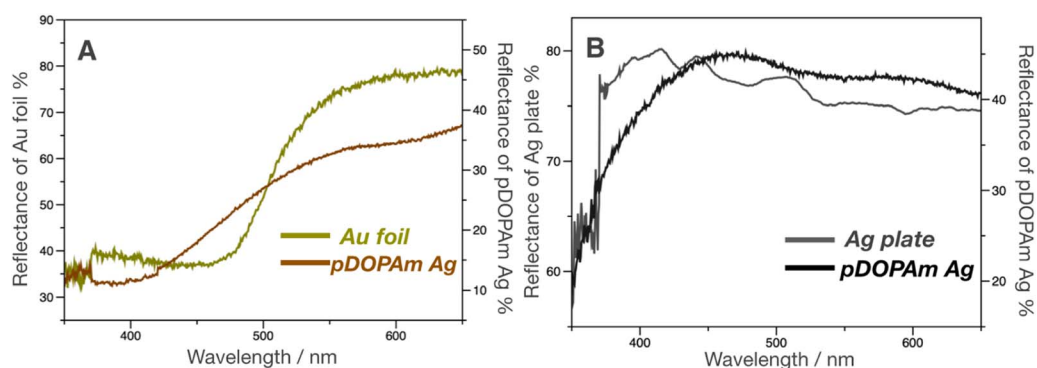 A
90
80
70
60
50
40
30
Reflectance of Au foil %
50
40
30
20
10
Reflectance of pDOPAm Ag %
Au foil
pDOPAm Ag
400
500
600
Wavelength / nm
B
80
70
60
Reflectance of Ag plate %
40
30
20
Reflectance of pDOPAm Ag %
Ag plate
pDOPAm Ag
400
500
600
Wavelength / nm